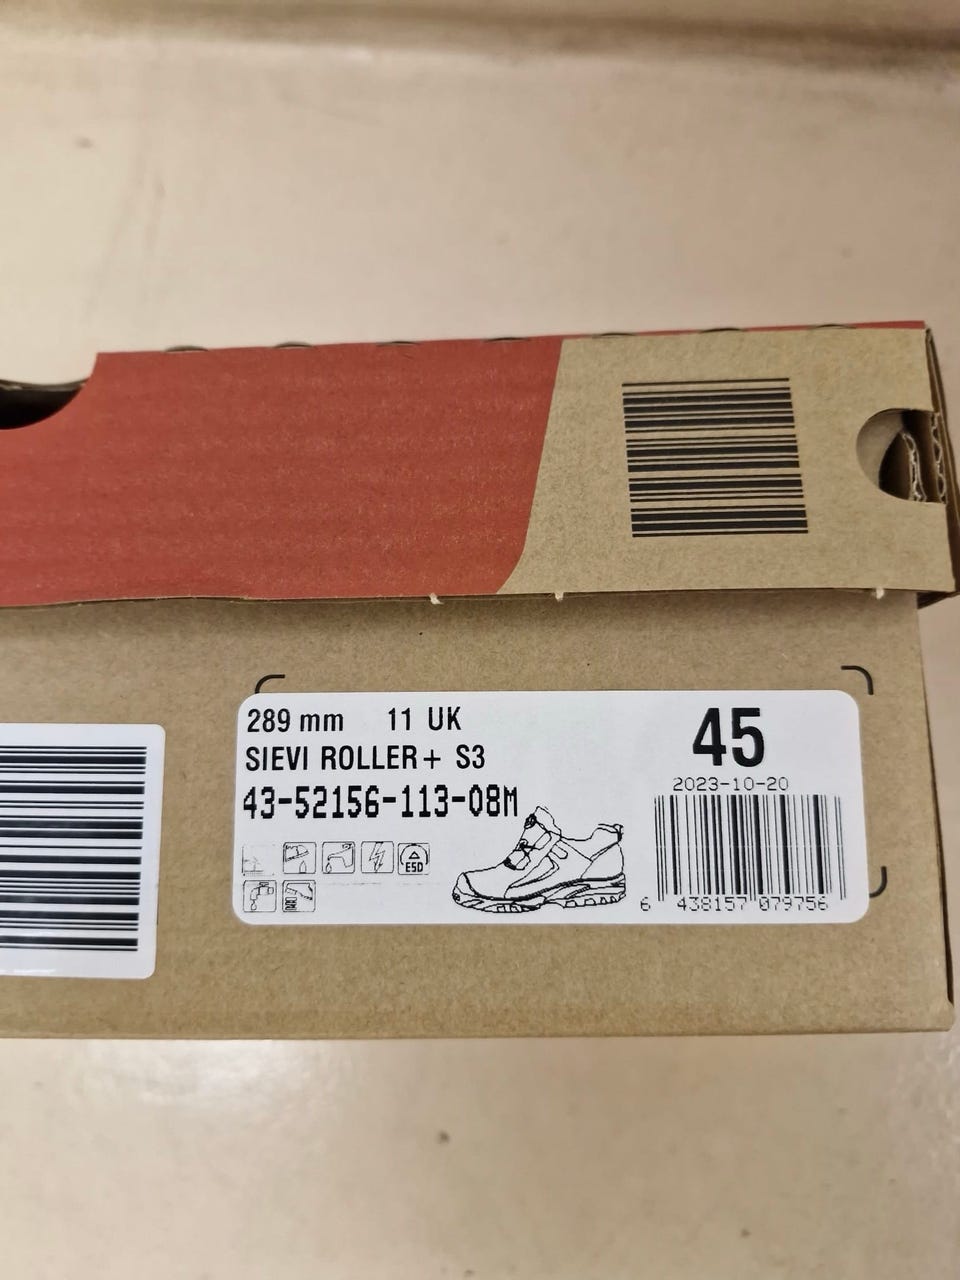 289 mm 11 UK
SIEVI ROLLER+ S3
43-52156-113-08M
ESD
45
2023-10-20
6 438157 079756